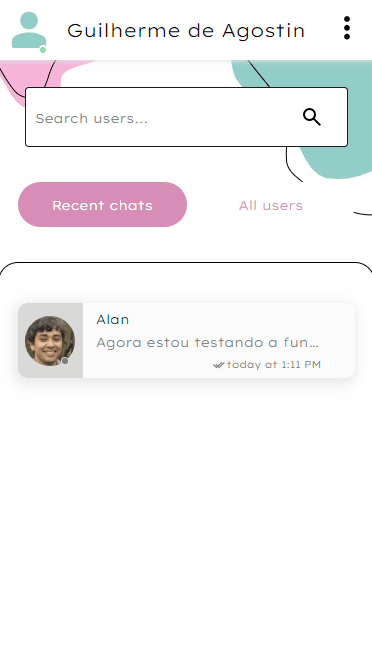 Guilherme de Agostin
Search users...
Recent chats
All users
Alan
Agora estou testando a fun...
today at 1:11 PM